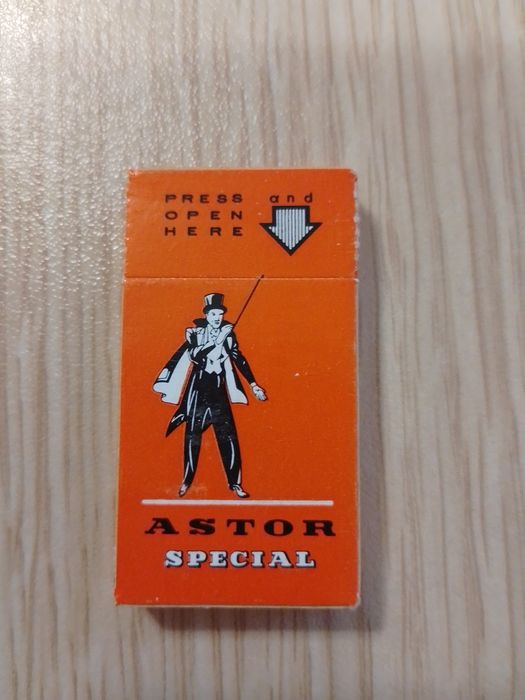 PRESS and
OPEN
HERE
ASTOR
SPECIAL